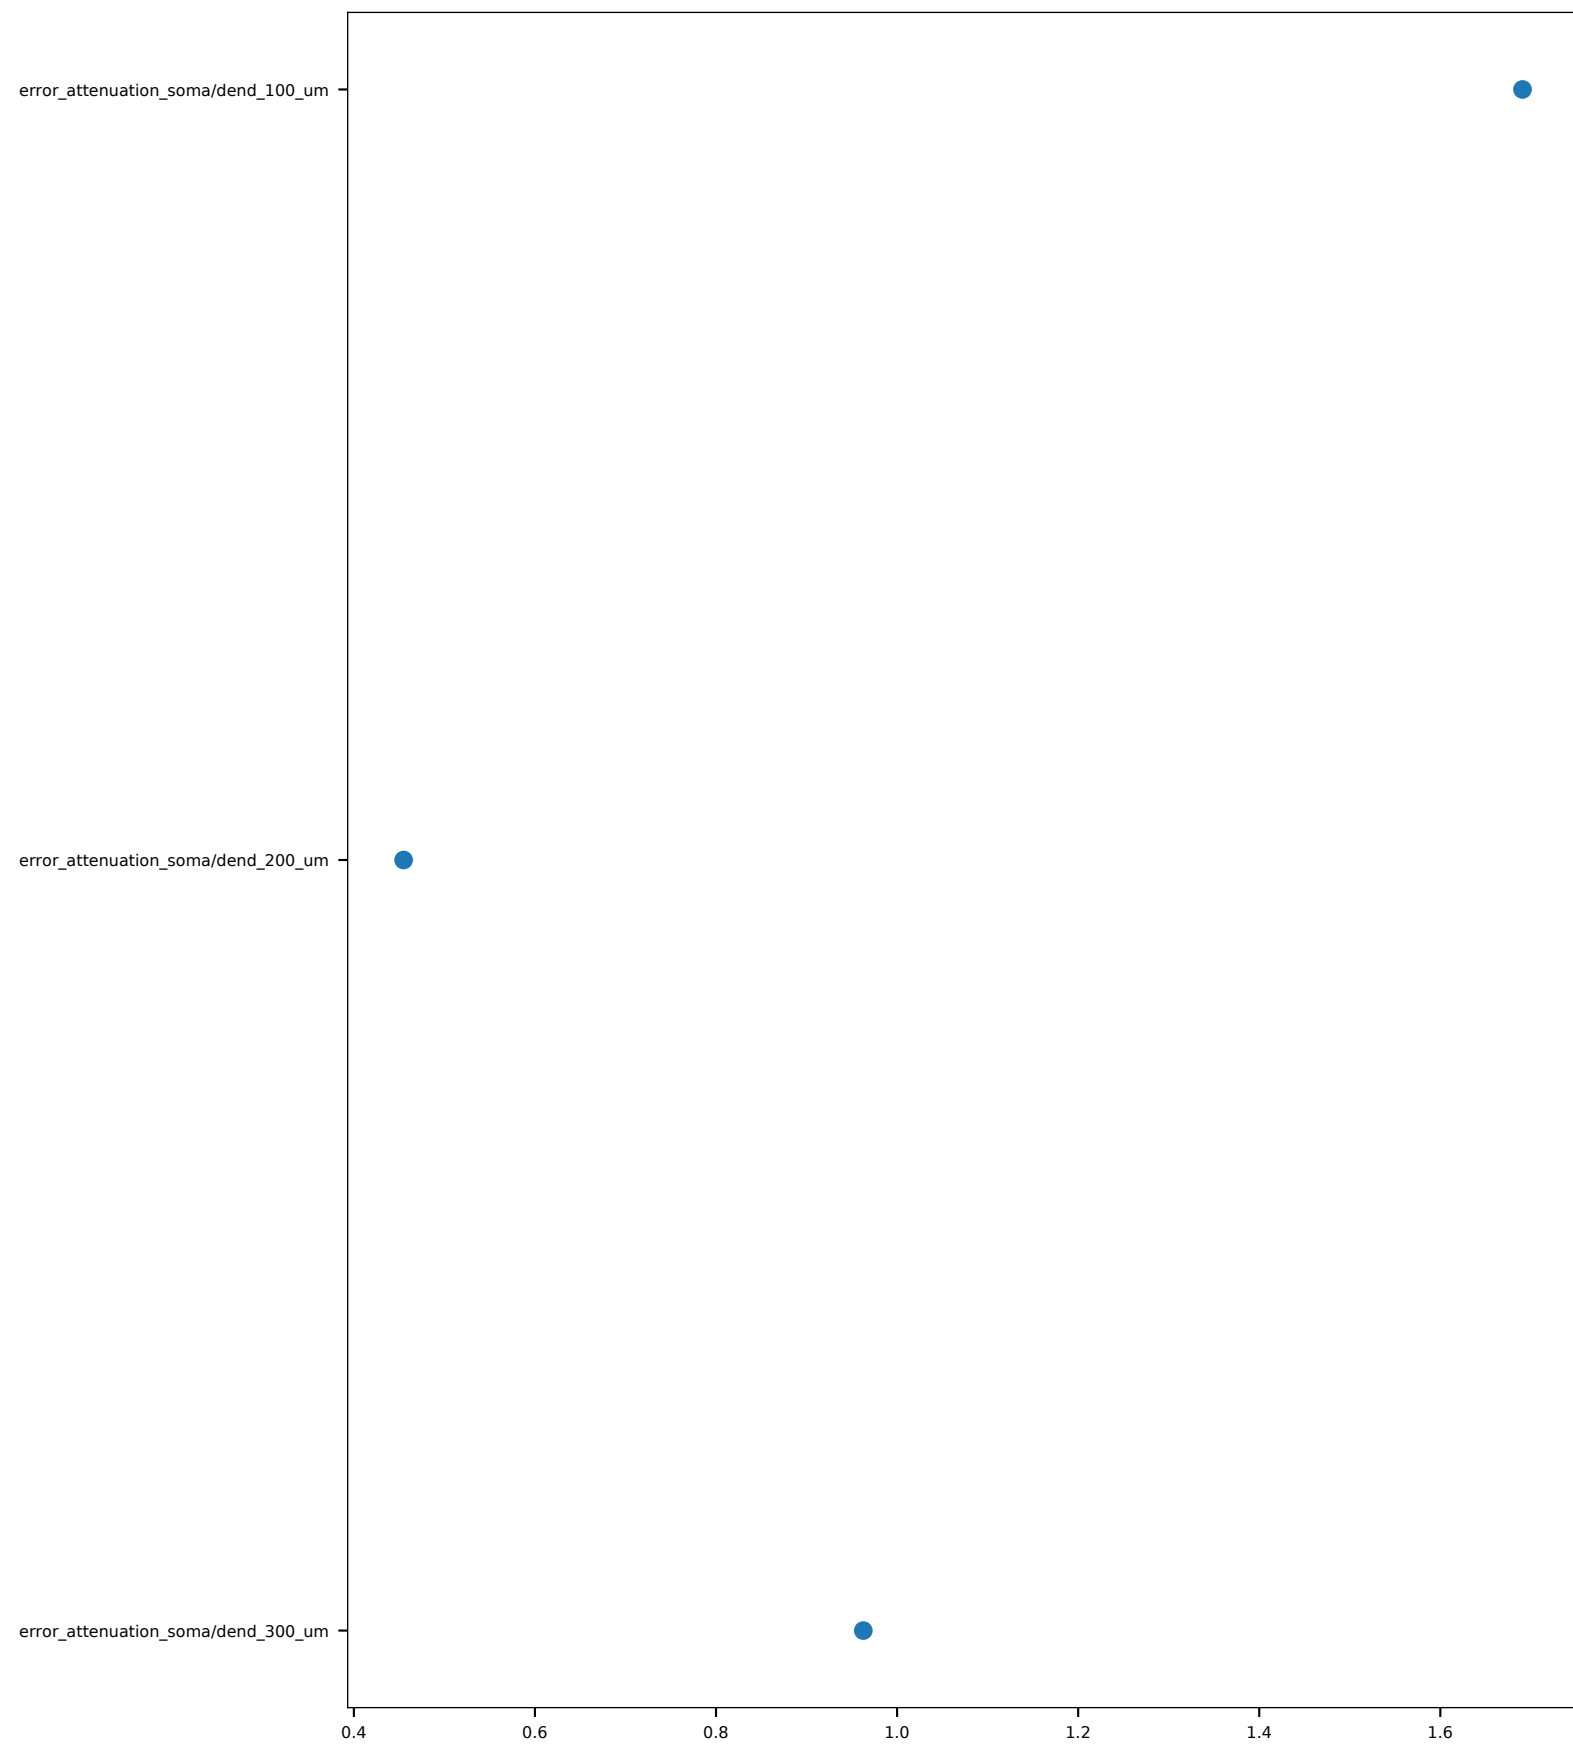 error_attenuation_soma/dend_100_um
error_attenuation_soma/dend_200_um
error_attenuation_soma/dend_300_um
0.4 0.6 0.8 1.0 1.2 1.4 1.6